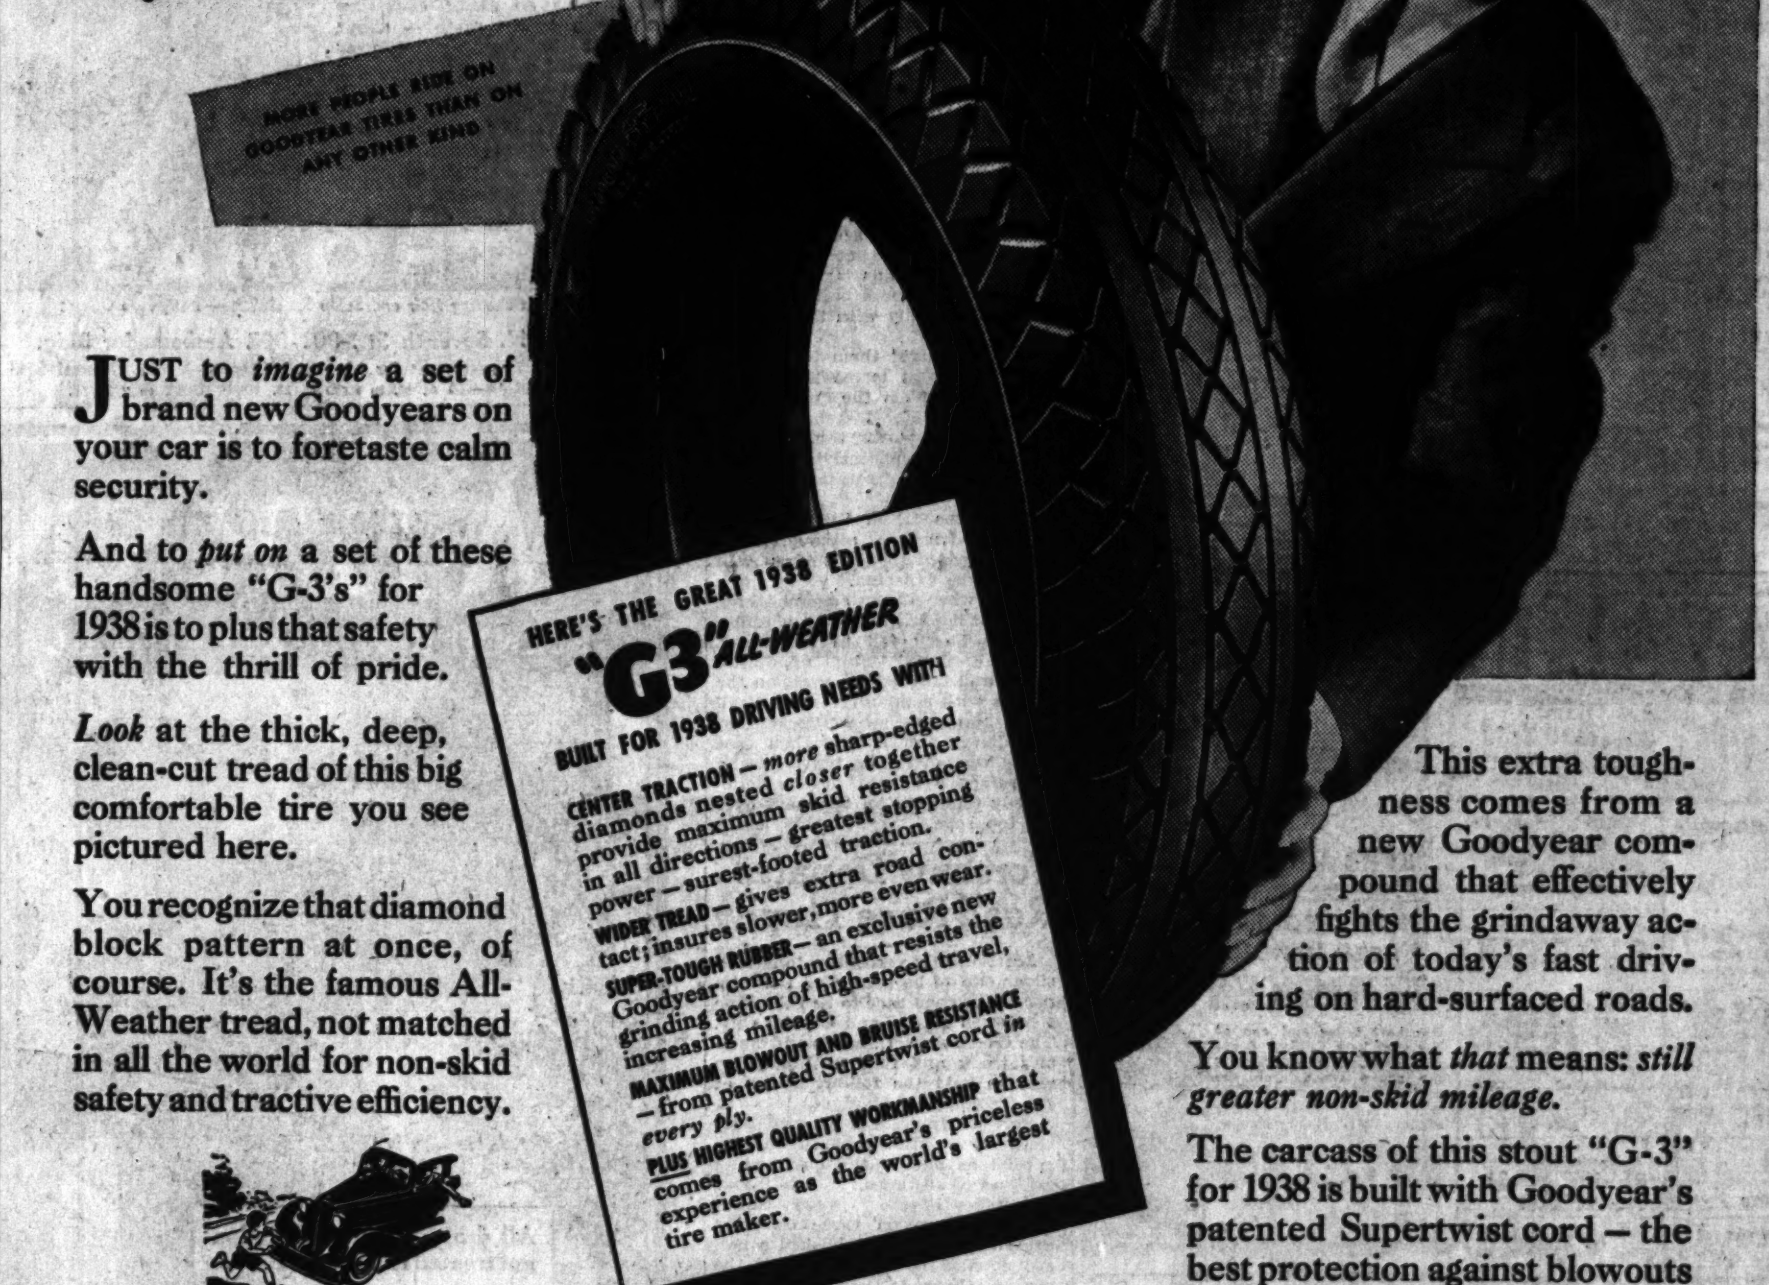 MORE PEOPLE RIDE ON
GOODYEAR TIRES THAN ON
ANY OTHER KIND
JUST to imagine a set of
brand new Goodyears on
your car is to foretaste calm
security.
And to put on a set of these
handsome “G-3's” for
1938 is to plus that safety
with the thrill of pride.
Look at the thick, deep,
clean-cut tread of this big
comfortable tire you see
pictured here.
You recognize that diamond
block pattern at once, of
course. It's the famous All-
Weather tread, not matched
in all the world for non-skid
safety and tractive efficiency.
HERE'S THE GREAT 1938 EDITION
“G3” ALL-WEATHER
BUILT FOR 1938 DRIVING NEEDS WITH
CENTER TRACTION — more sharp-edged
diamonds nested closer together
provide maximum skid resistance
in all directions — greatest stopping
power — surest-footed traction.
WIDER TREAD — gives extra road con-
tact; insures slower, more even wear.
SUPER-TOUGH RUBBER — an exclusive new
Goodyear compound that resists the
grinding action of high-speed travel,
increasing mileage.
MAXIMUM BLOWOUT AND BRUISE RESISTANCE
— from patented Supertwist cord in
every ply.
PLUS HIGHEST QUALITY WORKMANSHIP that
comes from Goodyear's priceless
experience as the world's largest
tire maker.
This extra tough-
ness comes from a
new Goodyear com-
pound that effectively
fights the grindaway ac-
tion of today's fast driv-
ing on hard-surfaced roads.
You know what that means: still
greater non-skid mileage.
The carcass of this stout “G-3”
for 1938 is built with Goodyear's
patented Supertwist cord — the
best protection against blowouts